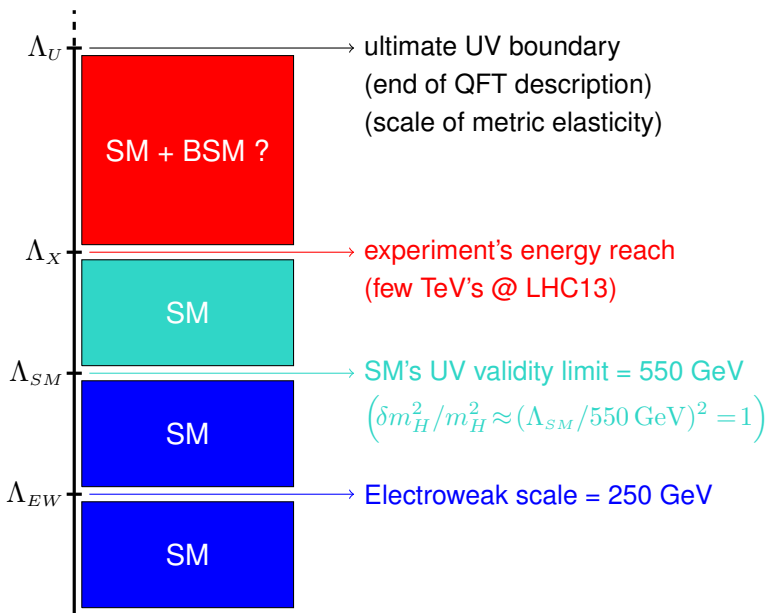 Λ_U ultimate UV boundary
(end of QFT description)
(scale of metric elasticity)
SM + BSM ?
Λ_X experiment's energy reach
(few TeV's @ LHC13)
SM
Λ_SM SM's UV validity limit = 550 GeV
(δm_H^2/m_H^2≈(Λ_SM/550 GeV)^2 =1)
SM
Λ_EW Electroweak scale = 250 GeV
SM